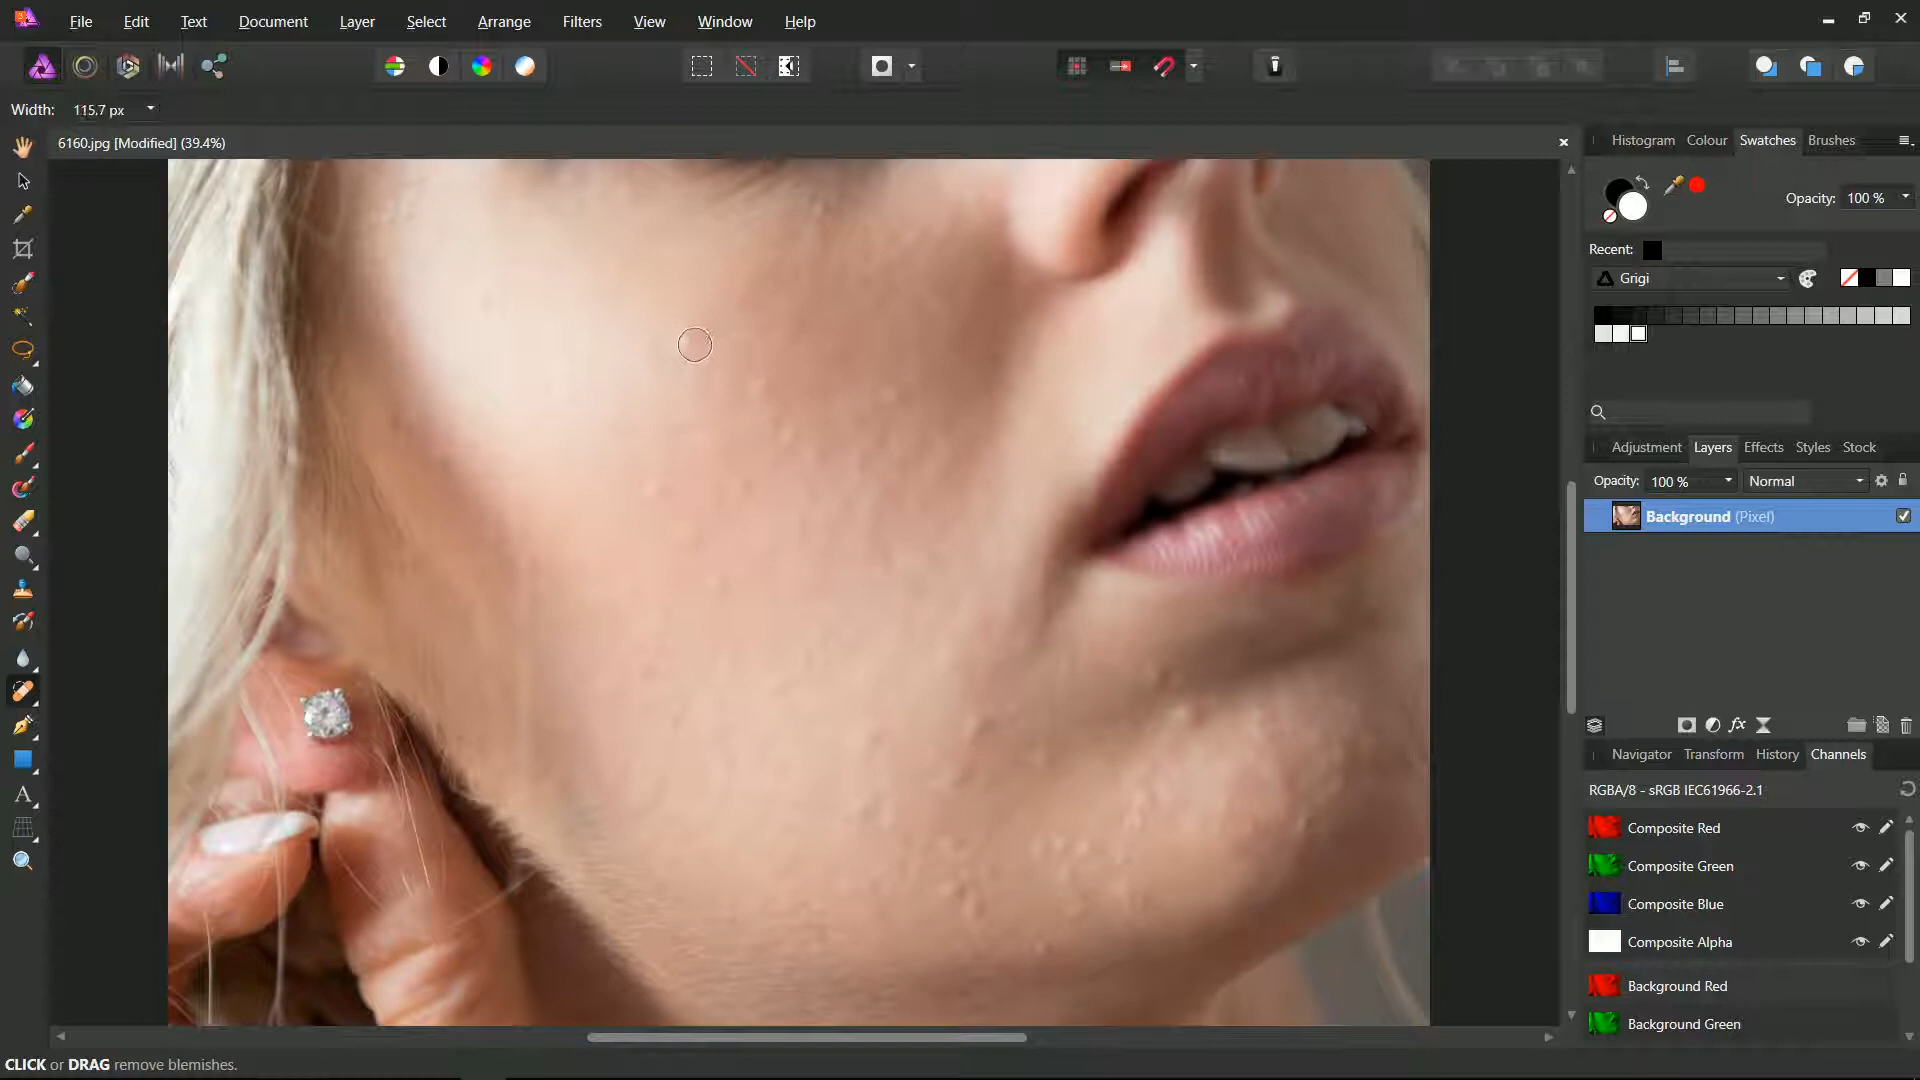 File Edit Text Document Layer Select Arrange Filters View Window Help
Width: 115.7 px
6160.jpg [Modified] (39.4%)
Histogram Colour Swatches Brushes
Opacity: 100 %
Recent:
Grigi
Adjustment Layers Effects Styles Stock
Opacity: 100 % Normal
Background (Pixel)
Navigator Transform History Channels
RGBA/8 - sRGB IEC61966-2.1
Composite Red
Composite Green
Composite Blue
Composite Alpha
Background Red
Background Green
CLICK or DRAG remove blemishes.